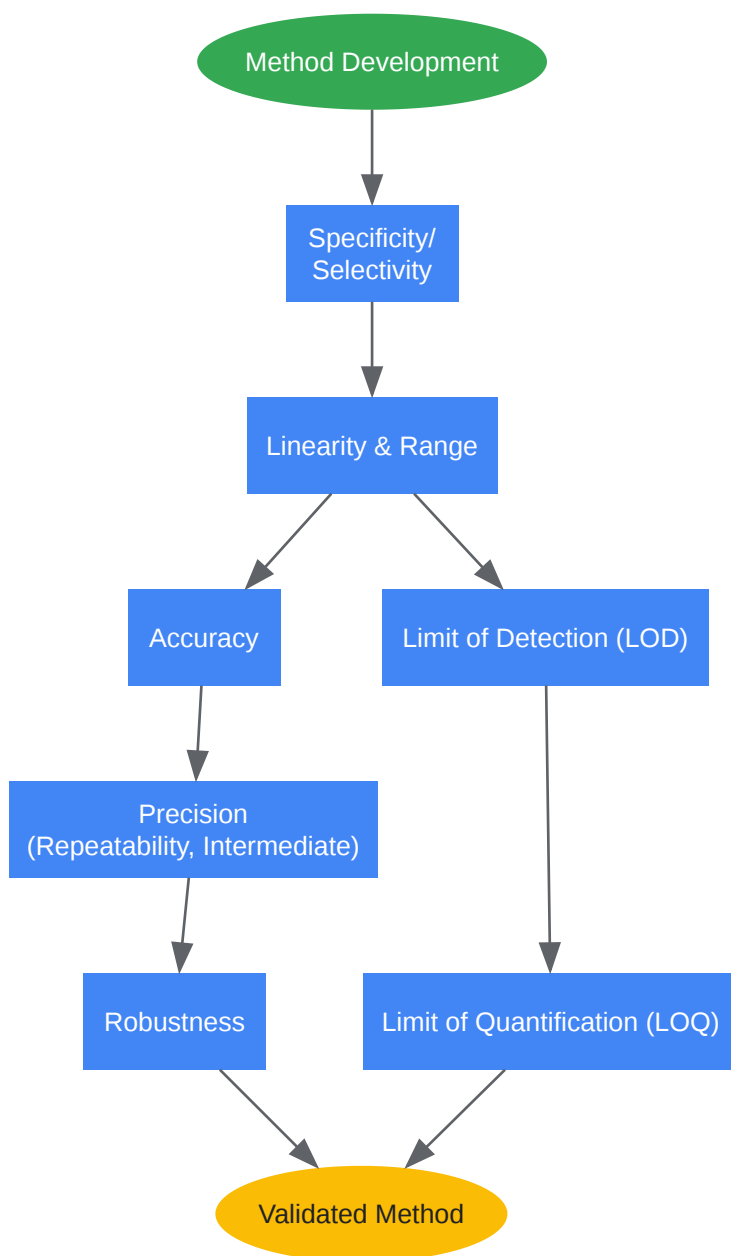 Method Development
Specificity/
Selectivity
Linearity & Range
Accuracy
Limit of Detection (LOD)
Precision
(Repeatability, Intermediate)
Robustness
Limit of Quantification (LOQ)
Validated Method